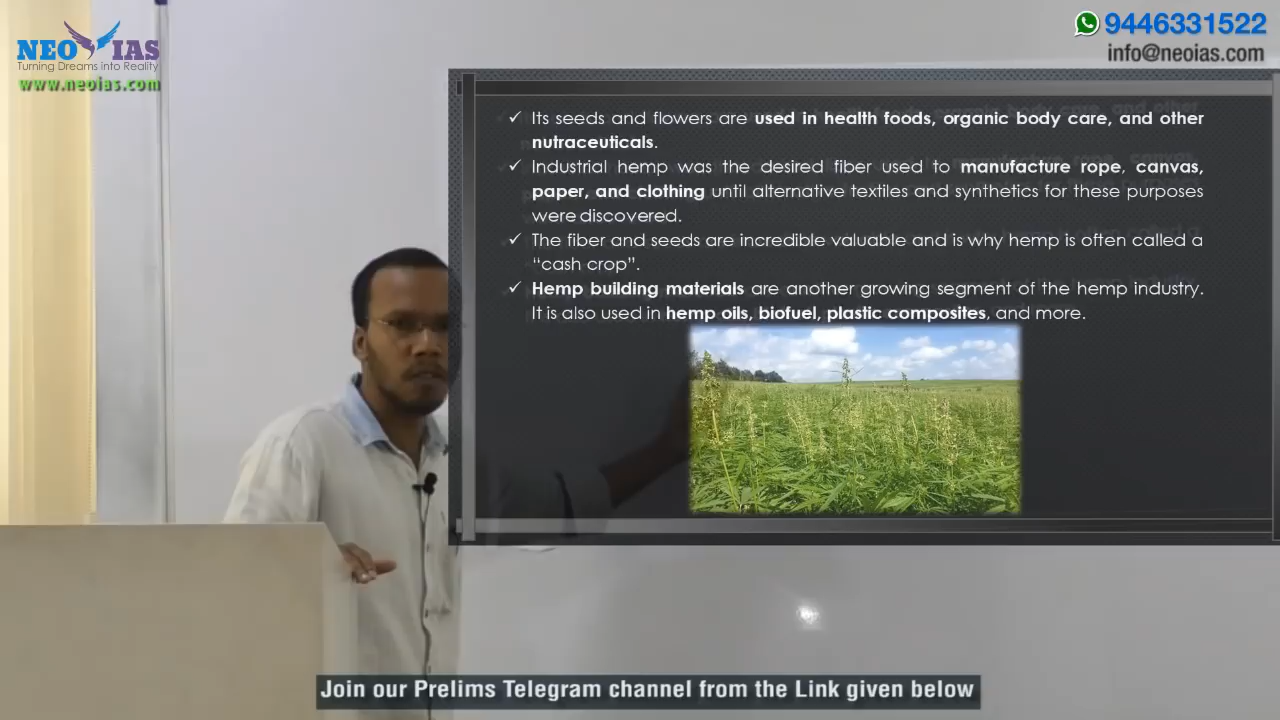 NEO IAS
Turning Dreams into Reality
www.neoias.com
9446331522
info@neoias.com
✓ Its seeds and flowers are used in health foods, organic body care, and other
nutraceuticals.
✓ Industrial hemp was the desired fiber used to manufacture rope, canvas,
paper, and clothing until alternative textiles and synthetics for these purposes
were discovered.
✓ The fiber and seeds are incredible valuable and is why hemp is often called a
“cash crop”.
✓ Hemp building materials are another growing segment of the hemp industry.
It is also used in hemp oils, biofuel, plastic composites, and more.
Join our Prelims Telegram channel from the Link given below